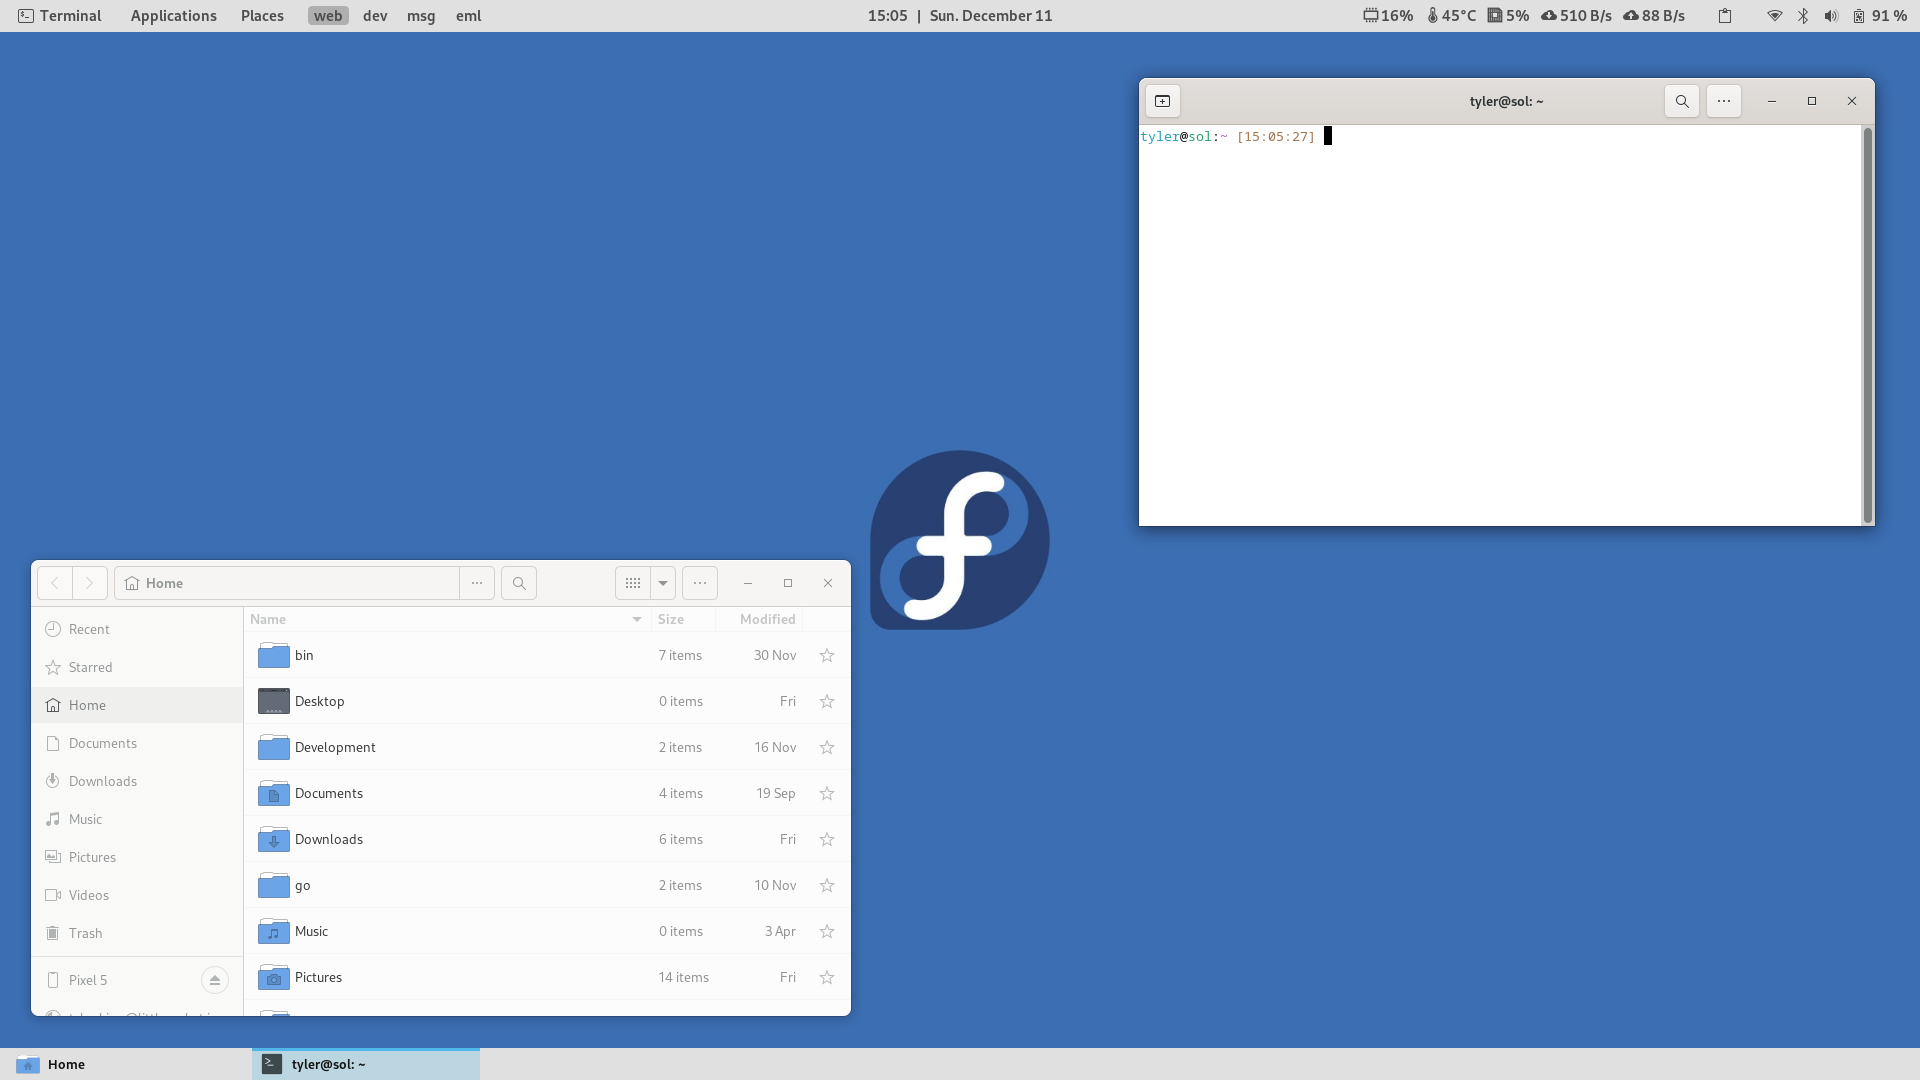 Terminal Applications Places web dev msg eml 15:05 | Sun. December 11 16% 45°C 5% 510 B/s 88 B/s 91 %
tyler@sol: ~
tyler@sol:~ [15:05:27]
Home
Name Size Modified
Recent
Starred
Home
Documents
Downloads
Music
Pictures
Videos
Trash
Pixel 5
bin 7 items 30 Nov
Desktop 0 items Fri
Development 2 items 16 Nov
Documents 4 items 19 Sep
Downloads 6 items Fri
go 2 items 10 Nov
Music 0 items 3 Apr
Pictures 14 items Fri
Home tyler@sol: ~